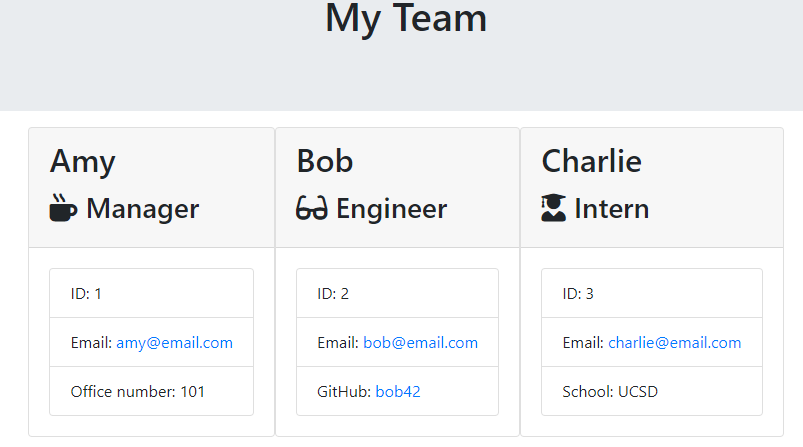 My Team
Amy
Manager
ID: 1
Email: amy@email.com
Office number: 101
Bob
Engineer
ID: 2
Email: bob@email.com
GitHub: bob42
Charlie
Intern
ID: 3
Email: charlie@email.com
School: UCSD